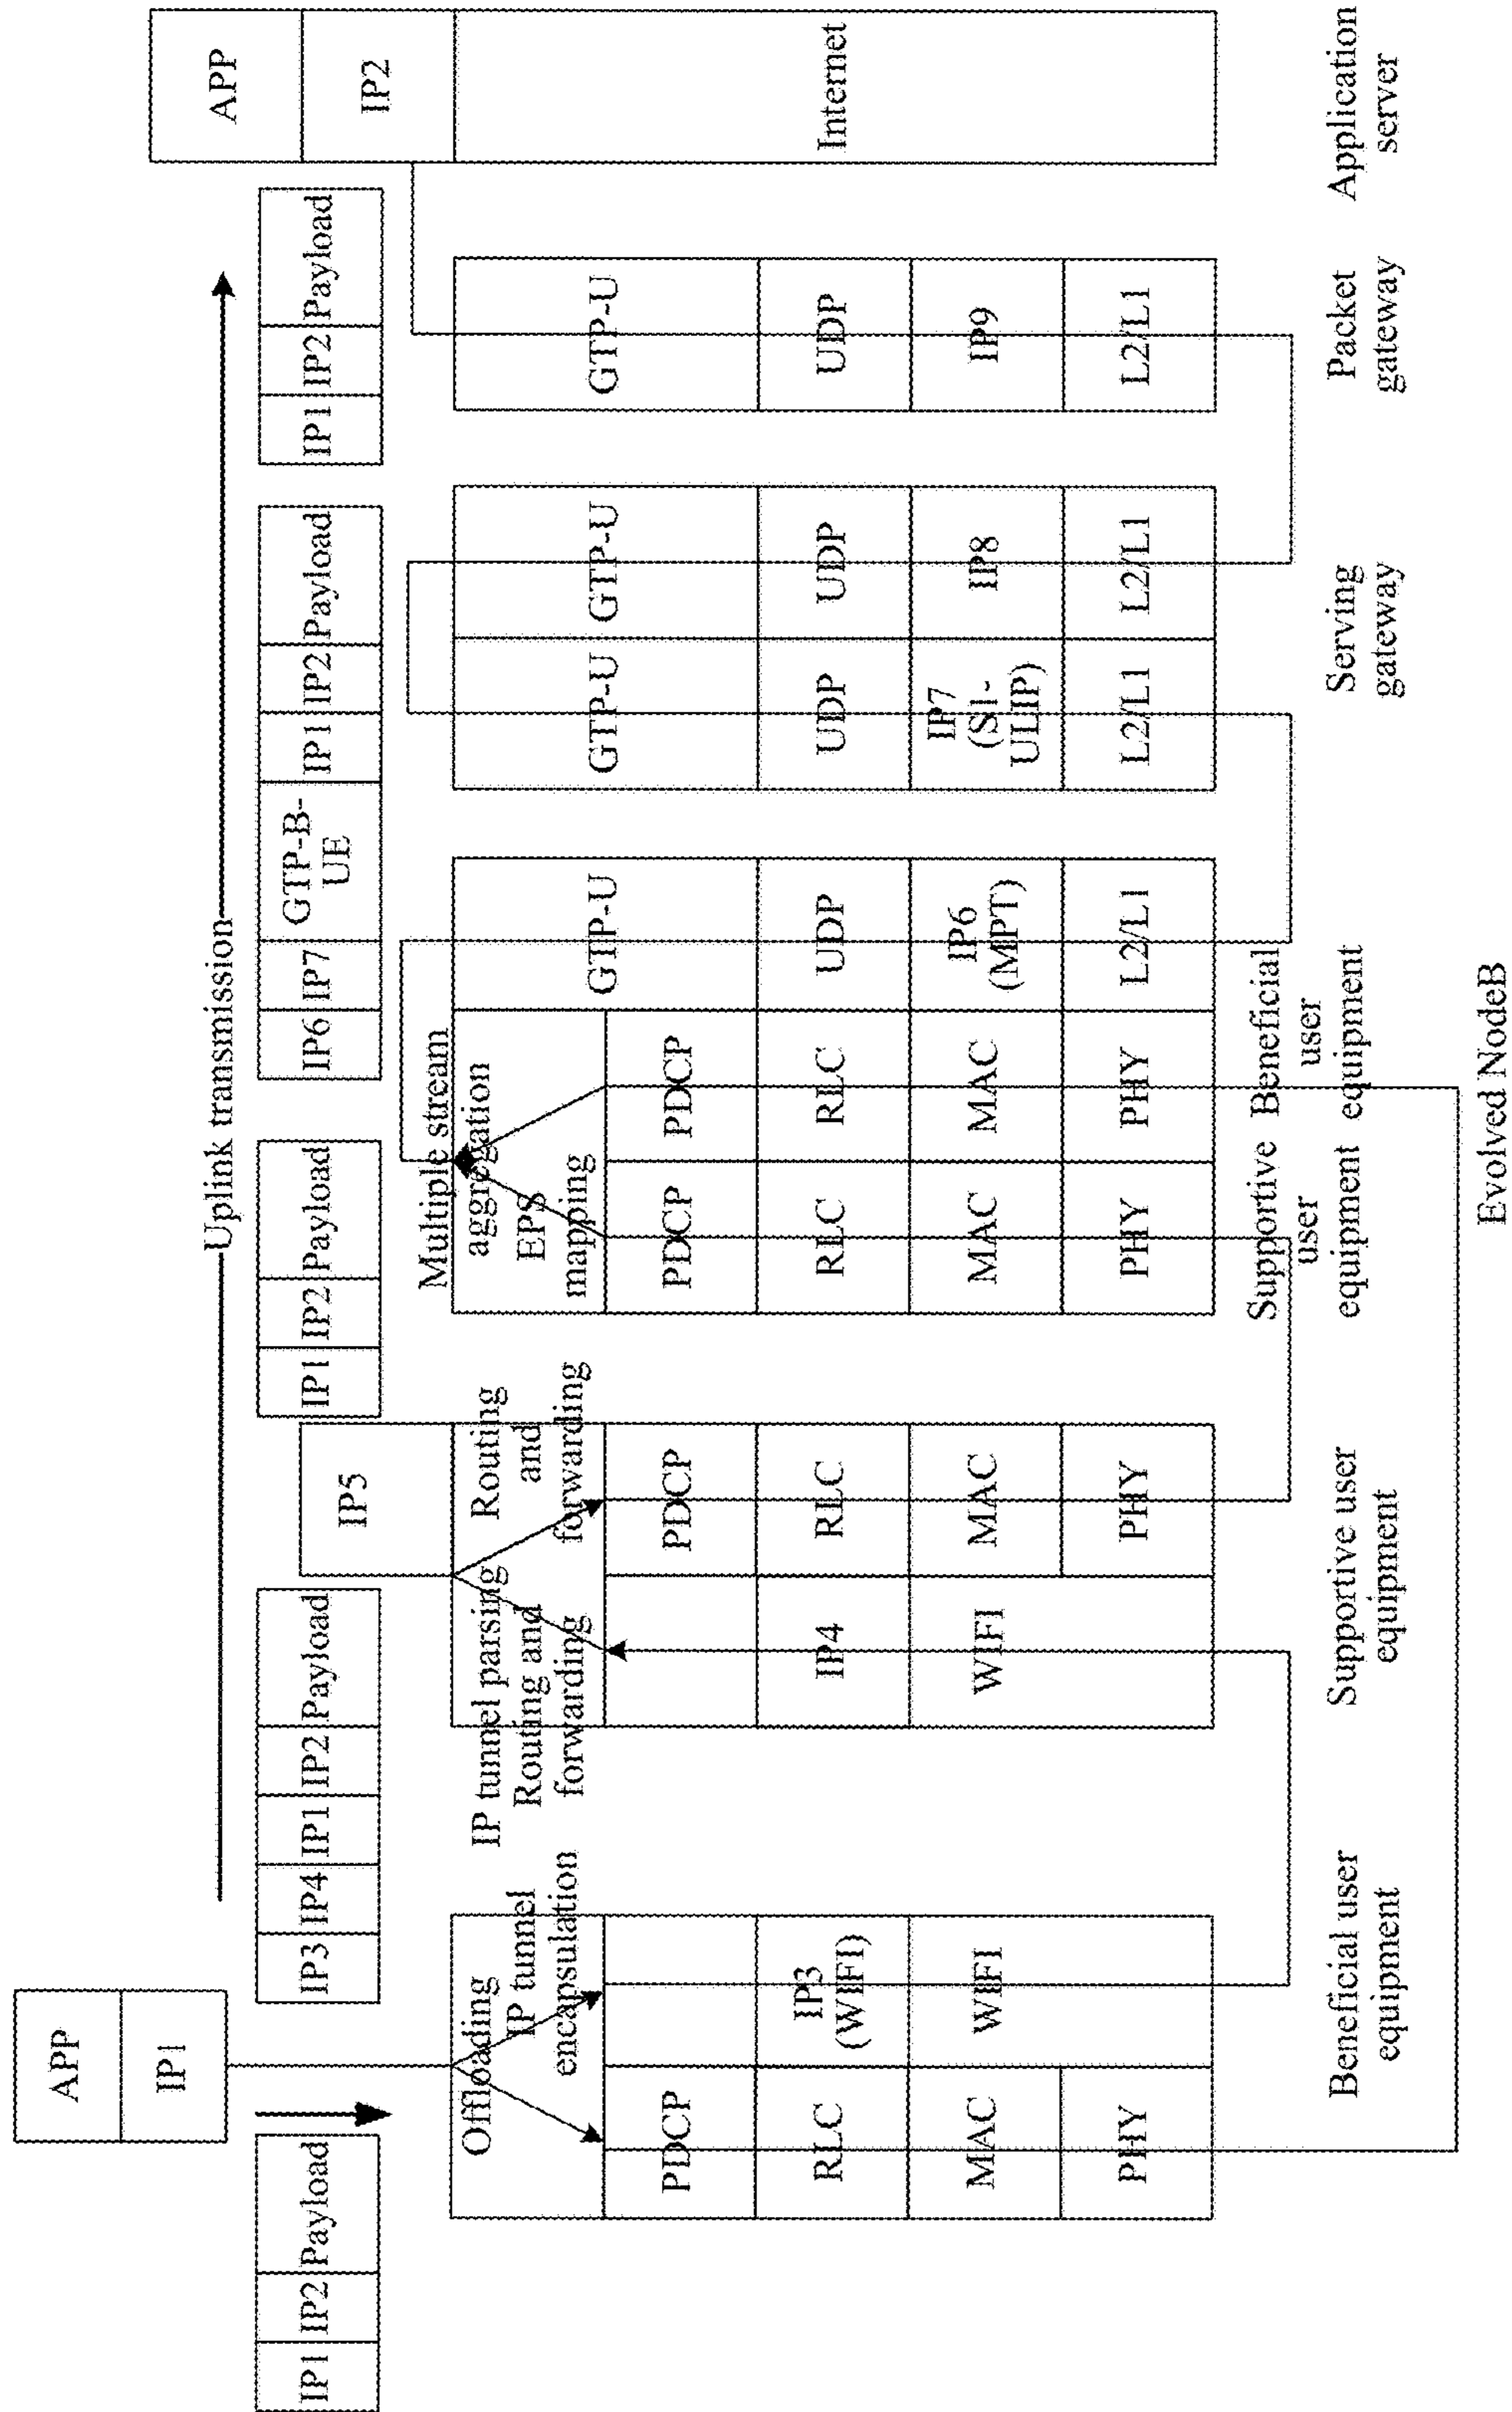 Uplink transmission
APP
IP1
IP1 IP2 Payload
IP3 IP4 IP1 IP2 Payload
IP1 IP2 Payload
IP6 IP7 GTP-B-
UE
IP1 IP2 Payload
IP1 IP2 Payload
APP
IP2
Internet
Offloading
IP tunnel
encapsulation
PDCP
RLC
MAC
PHY
IP3
(WIFI)
WIFI
IP5
IP tunnel parsing
Routing and
forwarding
Routing
and
forwarding
IP4
WIFI
PDCP
RLC
MAC
PHY
Multiple stream
aggregation
EPS
mapping
PDCP
RLC
MAC
PHY
PDCP
RLC
MAC
PHY
GTP-U
UDP
IP6
(MPT)
L2/L1
GTP-U
UDP
IP7
(S1-
ULIP)
L2/L1
GTP-U
UDP
IP8
L2/L1
GTP-U
UDP
IP9
L2/L1
Beneficial user
equipment
Supportive user
equipment
Supportive
user
equipment
Beneficial
user
equipment
Evolved NodeB
Serving
gateway
Packet
gateway
Application
server